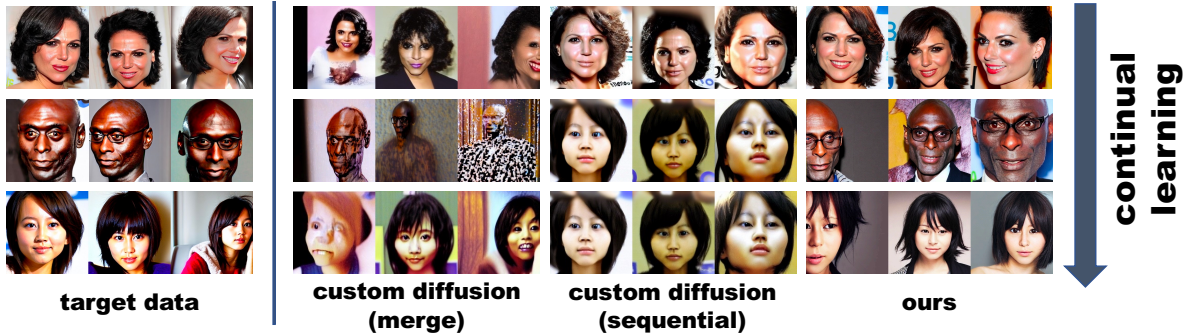 target data
custom diffusion
(merge)
custom diffusion
(sequential)
ours
continual
learning